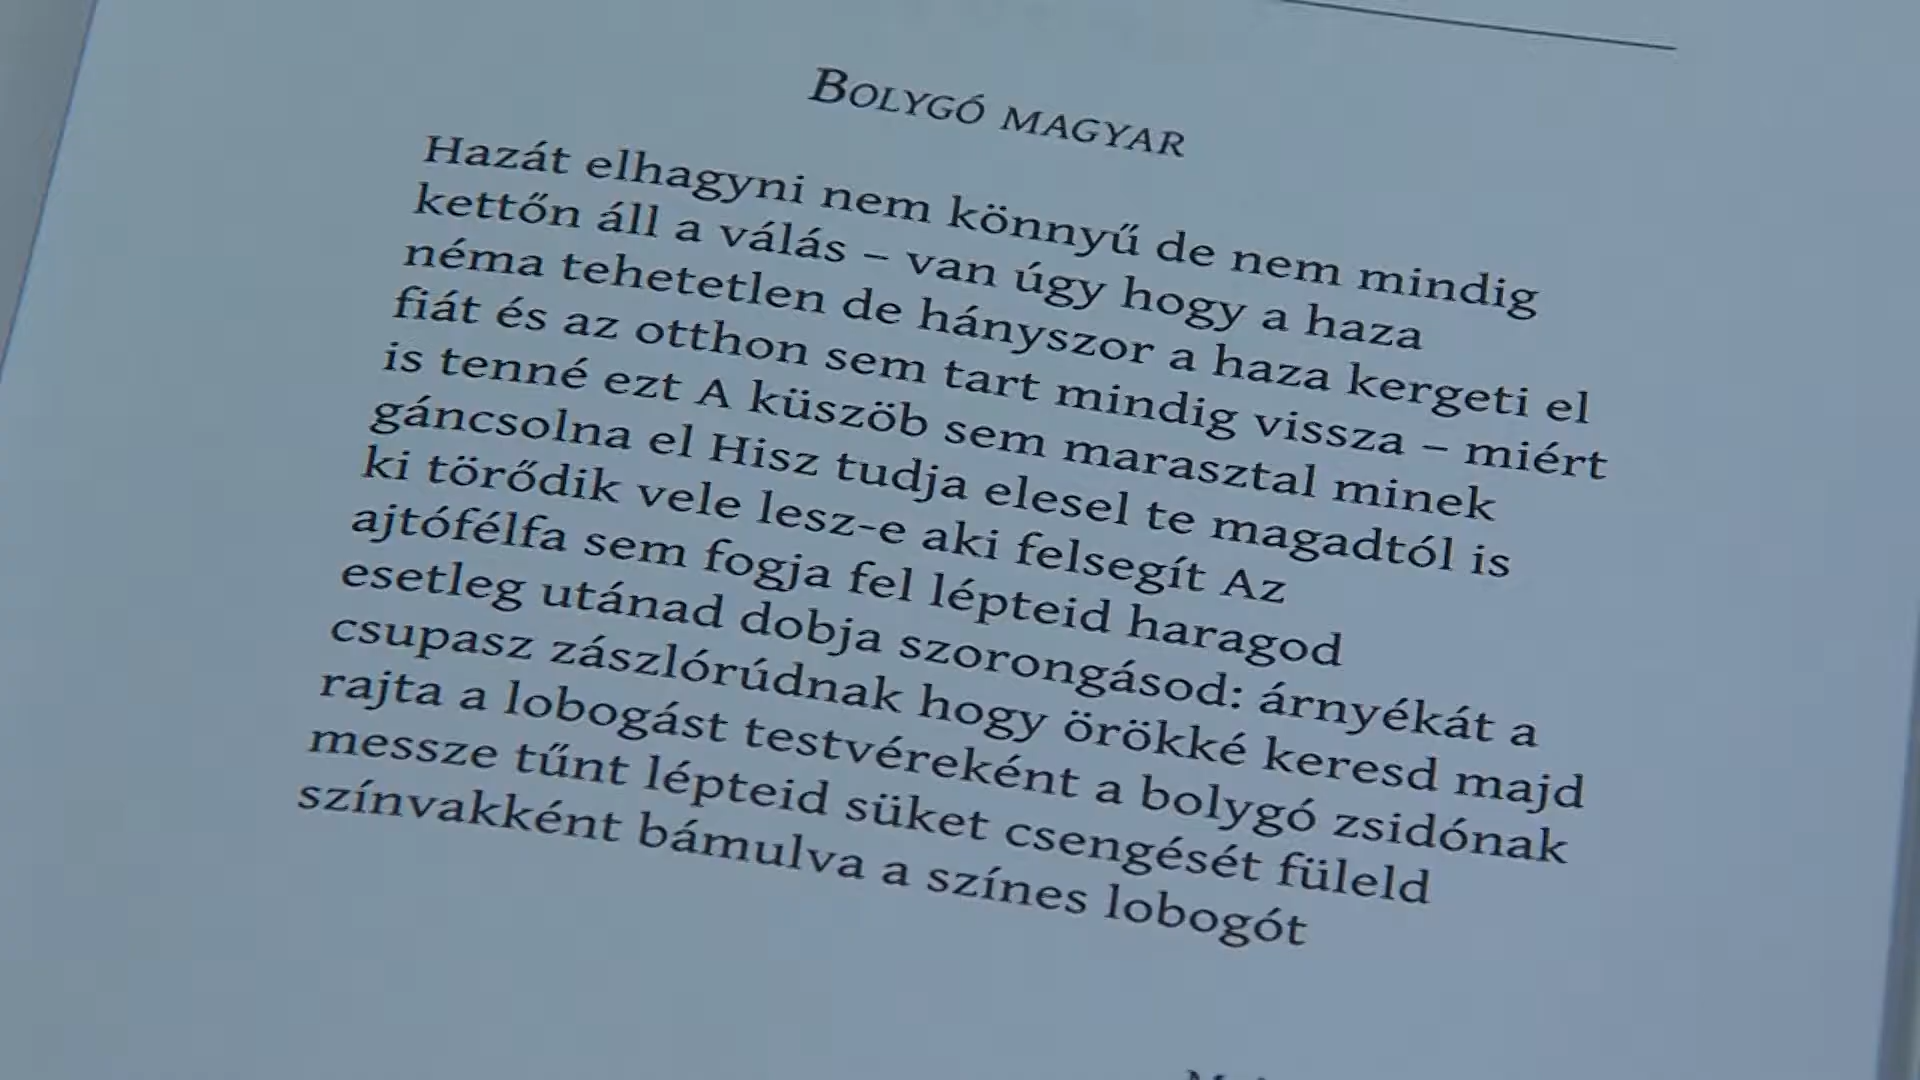 BOLYGÓ MAGYAR
Hazát elhagyni nem könnyű de nem mindig
kettőn áll a válás – van úgy hogy a haza
néma tehetetlen de hányszor a haza kergeti el
fiát és az otthon sem tart mindig vissza – miért
is tenné ezt A küszöb sem marasztal minek
gáncsolna el Hisz tudja elesel te magadtól is
ki törődik vele lesz-e aki felsegít Az
ajtófélfa sem fogja fel lépteid haragod
esetleg utánad dobja szorongásod: árnyékát a
csupasz zászlórúdnak hogy örökké keresd majd
rajta a lobogást testvéreként a bolygó zsidónak
messze tűnt lépteid süket csengését füleld
színvakként bámulva a színes lobogót